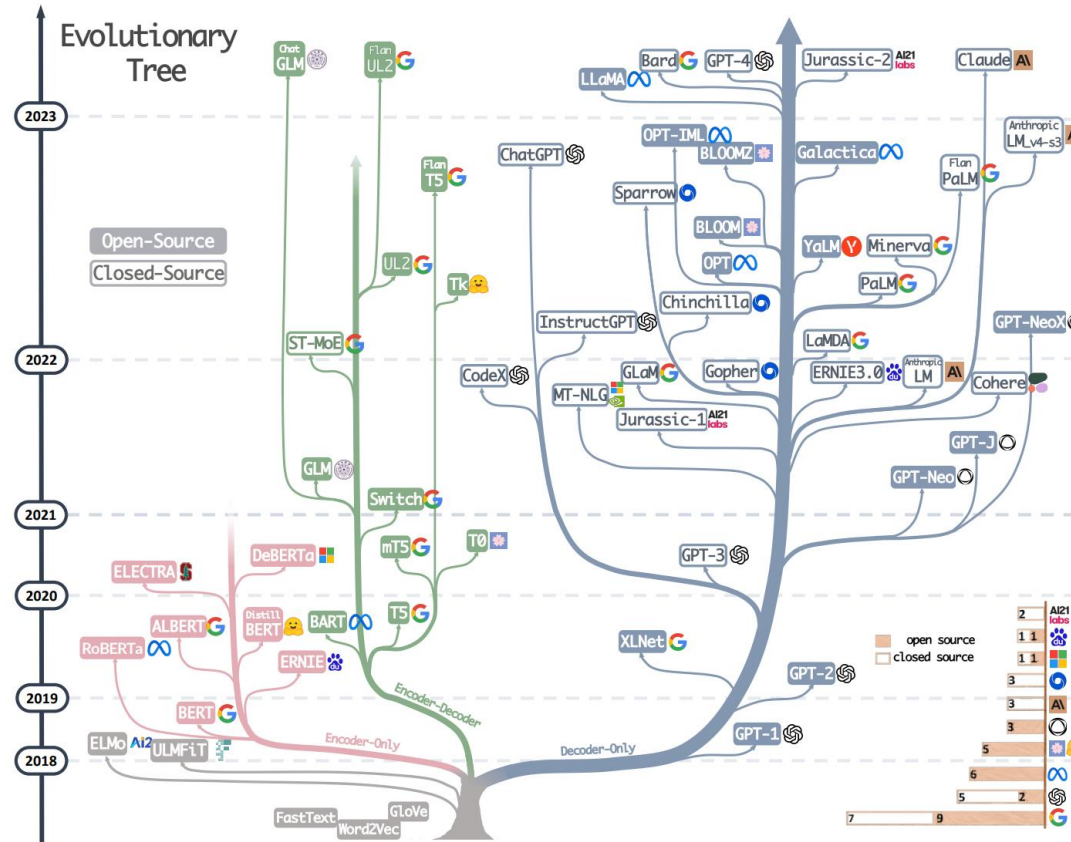 Evolutionary
Tree
Open-Source
Closed-Source
2023
2022
2021
2020
2019
2018
Chat
GLM
Flan
UL2
Flan
T5
UL2
Tk
ST-MoE
GLM
Switch
mT5
T0
BART
T5
Encoder-Decoder
DeBERTa
ELECTRA
ALBERT
Distill
BERT
RoBERTa
ERNIE
BERT
Encoder-Only
ELMo
Ai2
ULMFiT
FastText
Word2Vec
GloVe
Bard
GPT-4
Jurassic-2
AI21
labs
Claude
A\
LLaMA
OPT-IML
BLOOMZ
Galactica
Anthropic
LM_v4-s3
ChatGPT
Flan
PaLM
Sparrow
BLOOM
YaLM
Minerva
OPT
PaLM
Chinchilla
InstructGPT
GPT-NeoX
LaMDA
CodeX
GLaM
Gopher
ERNIE3.0
Anthropic
LM
A\
Cohere
MT-NLG
Jurassic-1
AI21
labs
GPT-J
GPT-Neo
GPT-3
XLNet
GPT-2
GPT-1
Decoder-Only
open source
closed source
2
AI21
labs
1 1
du
1 1
3
3
A\
3
5
6
5 2
7 9